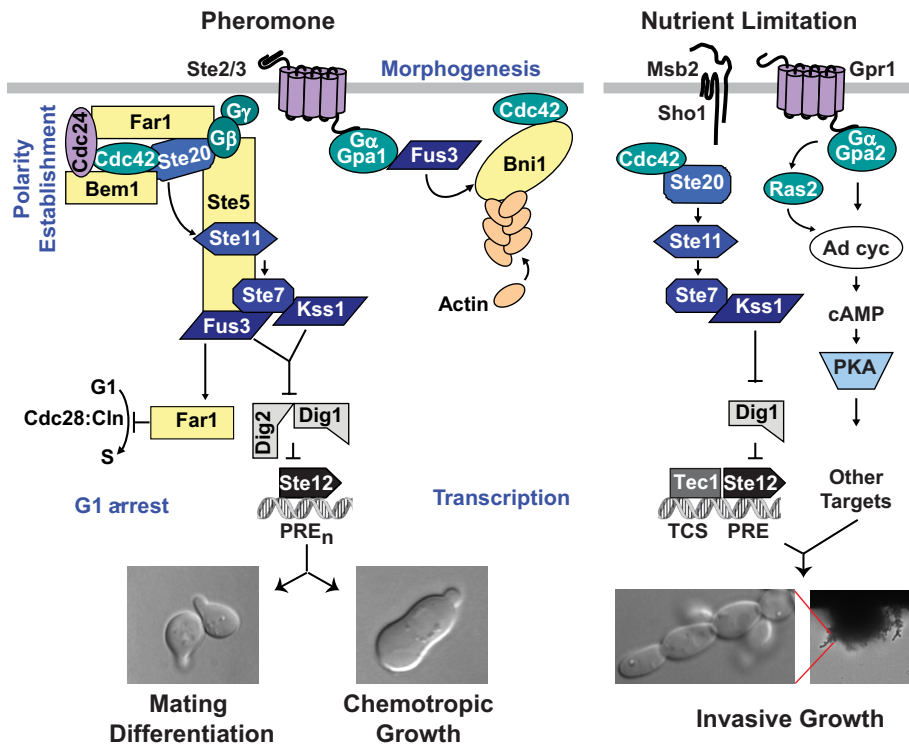 Pheromone
Nutrient Limitation
Ste2/3
Morphogenesis
Msb2
Gpr1
Sho1
Polarity
Establishment
Cdc24
Far1
Gγ
Gβ
Cdc42
Ste20
Bem1
Ste5
Ste11
Ste7
Fus3
Kss1
Gα
Gpa1
Fus3
Cdc42
Bni1
Actin
G1
Cdc28:Cln
S
Far1
G1 arrest
Dig2
Dig1
Ste12
PREn
Transcription
Cdc42
Ste20
Ste11
Ste7
Kss1
Dig1
Tec1
Ste12
TCS
PRE
Gα
Gpa2
Ras2
Ad cyc
cAMP
PKA
Other
Targets
Mating
Differentiation
Chemotropic
Growth
Invasive Growth